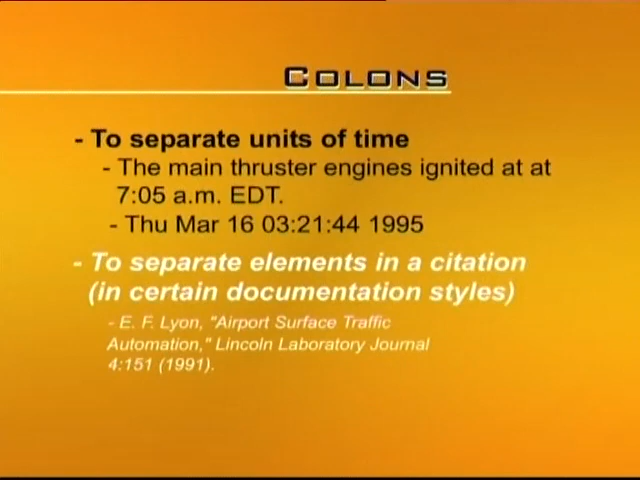 COLONS
- To separate units of time
- The main thruster engines ignited at at
7:05 a.m. EDT.
- Thu Mar 16 03:21:44 1995
- To separate elements in a citation
(in certain documentation styles)
- E. F. Lyon, "Airport Surface Traffic
Automation," Lincoln Laboratory Journal
4:151 (1991).